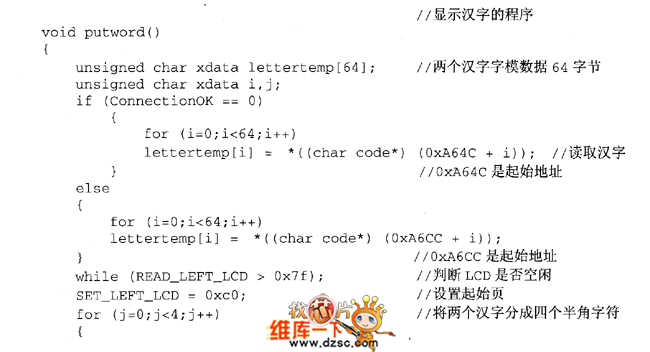 //显示汉字的程序
void putword()
{
unsigned char xdata lettertemp[64]; //两个汉字字模数据 64 字节
unsigned char xdata i,j;
if (ConnectionOK == 0)
{
for (i=0;i<64;i++)
lettertemp[i] = *((char code*) (0xA64C + i)); //读取汉字
} //0xA64C 是起始地址
else
{
for (i=0;i<64;i++)
lettertemp[i] = *((char code*) (0xA6CC + i));
} //0xA6CC 是起始地址
while (READ_LEFT_LCD > 0x7f); //判断 LCD 是否空闲
SET_LEFT_LCD = 0xc0; //设置起始页
for (j=0;j<4;j++) //将两个汉字分成四个半角字符
{
找芯片
维库一下
www.dzsc.com